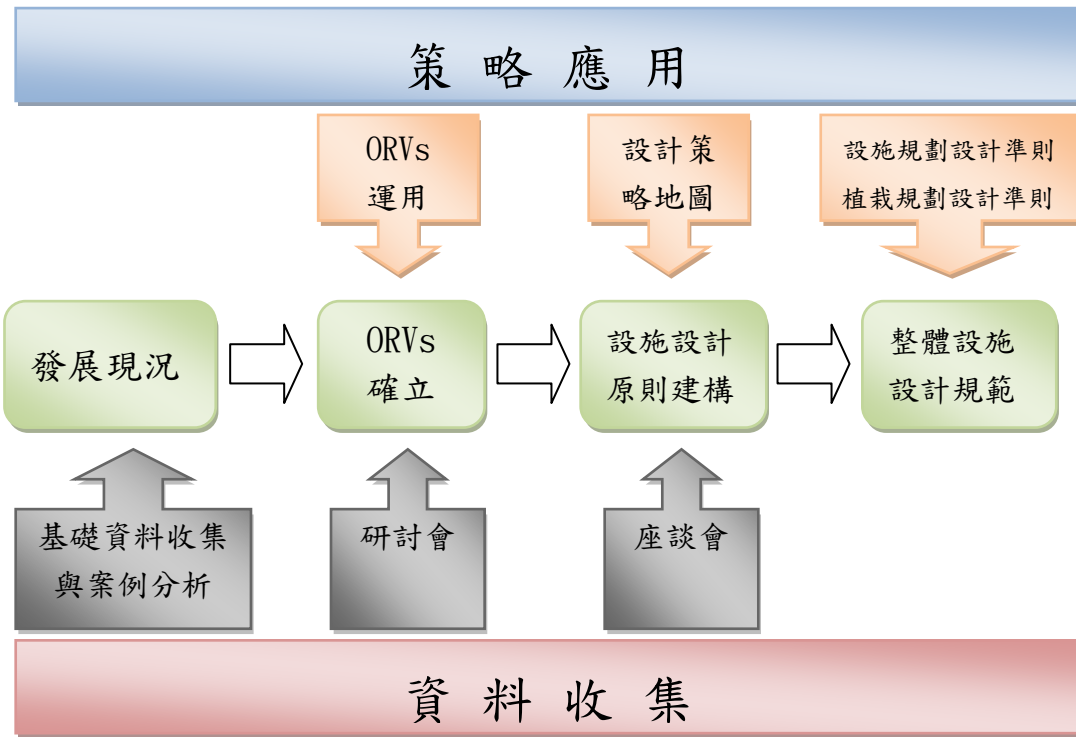 策略應用
ORVs
運用
設計策
略地圖
設施規劃設計準則
植栽規劃設計準則
發展現況
ORVs
確立
設施設計
原則建構
整體設施
設計規範
基礎資料收集
與案例分析
研討會
座談會
資料收集